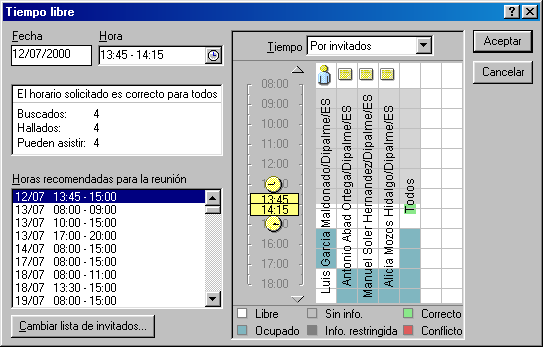 Tiempo libre
Fecha
Hora
12/07/2000
13:45 - 14:15
El horario solicitado es correcto para todos
Buscados: 4
Hallados: 4
Pueden asistir: 4
Horas recomendadas para la reunión
12/07 13:45 - 15:00
13/07 08:00 - 09:00
13/07 10:00 - 15:00
13/07 17:00 - 20:00
14/07 08:00 - 15:00
17/07 08:00 - 15:00
18/07 08:00 - 11:00
18/07 13:30 - 15:00
19/07 08:00 - 15:00
Cambiar lista de invitados...
Tiempo
Por invitados
08:00
09:00
10:00
11:00
12:00
13:45
14:15
16:00
17:00
18:00
Luis Garcia Maldonado/Dipalme/ES
Antonio Abad Ortega/Dipalme/ES
Manuel Soler Hernandez/Dipalme/ES
Alicia Mozos Hidalgo/Dipalme/ES
Todos
Libre
Sin info.
Correcto
Ocupado
Info. restringida
Conflicto
Aceptar
Cancelar